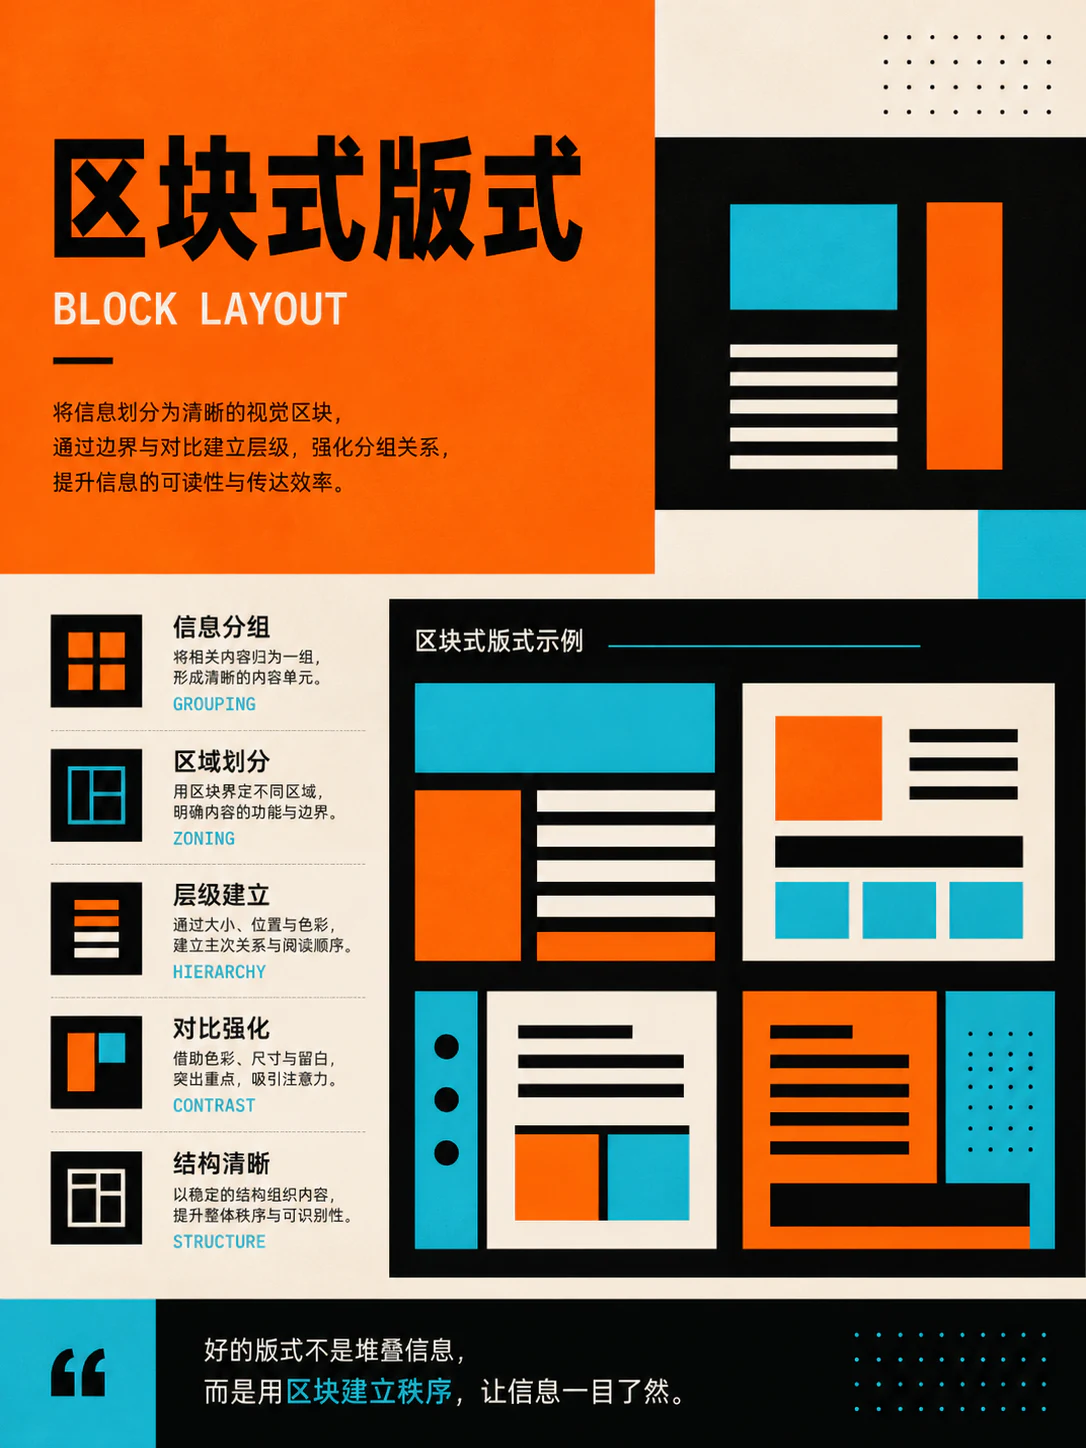 区块式版式
BLOCK LAYOUT
将信息划分为清晰的视觉区块，
通过边界与对比建立层级，强化分组关系，
提升信息的可读性与传达效率。
信息分组
将相关内容归为一组，
形成清晰的内容单元。
GROUPING
区域划分
用区块界定不同区域，
明确内容的功能与边界。
ZONING
层级建立
通过大小、位置与色彩，
建立主次关系与阅读顺序。
HIERARCHY
对比强化
借助色彩、尺寸与留白，
突出重点，吸引注意力。
CONTRAST
结构清晰
以稳定的结构组织内容，
提升整体秩序与可识别性。
STRUCTURE
区块式版式示例
“
好的版式不是堆叠信息，
而是用区块建立秩序，让信息一目了然。